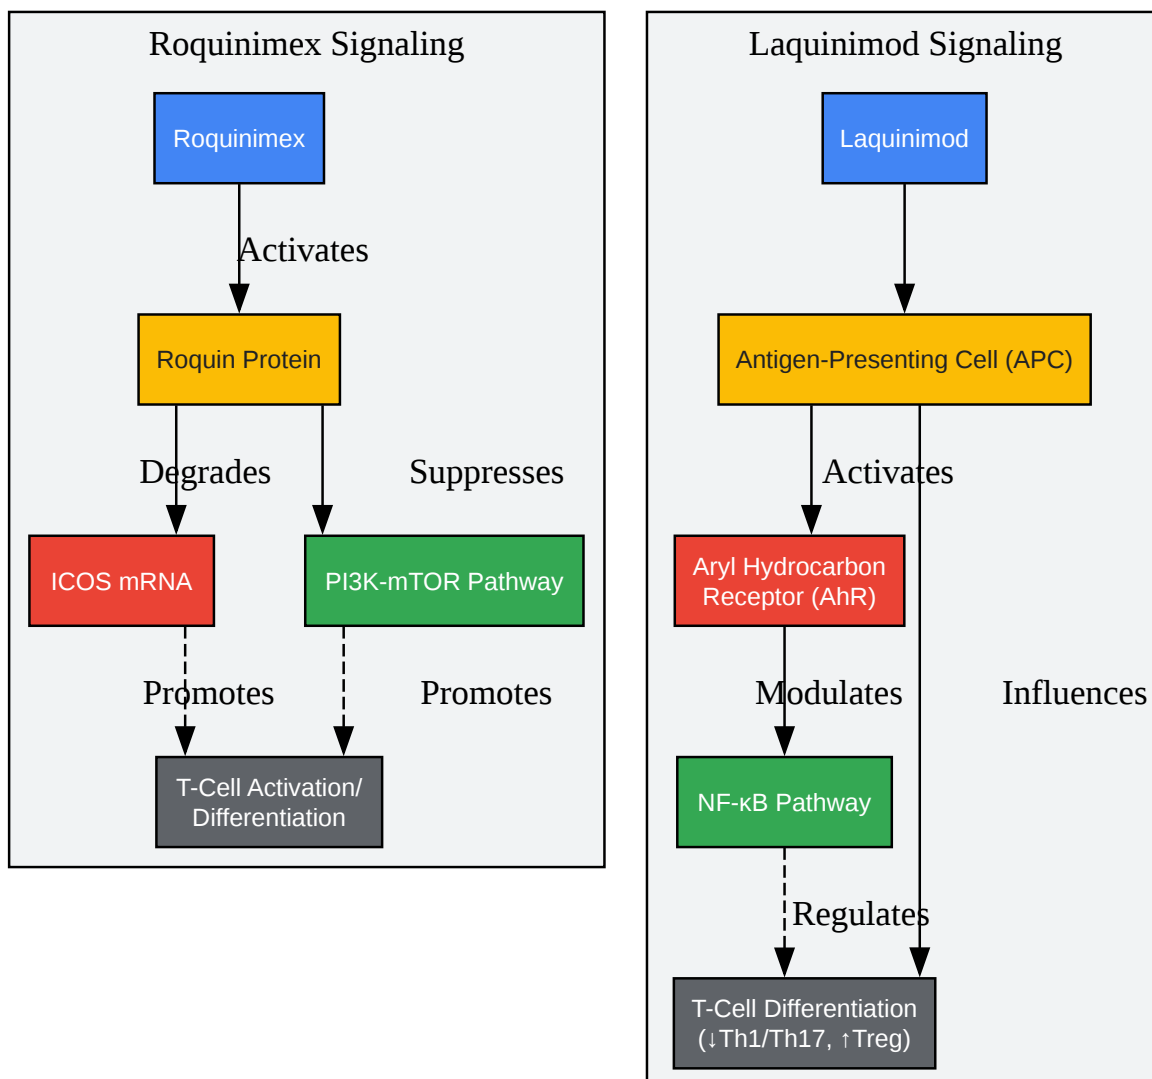 Roquinimex Signaling
Roquinimex
Activates
Roquin Protein
Degrades
Suppresses
ICOS mRNA
PI3K-mTOR Pathway
Promotes
Promotes
T-Cell Activation/
Differentiation
Laquinimod Signaling
Laquinimod
Antigen-Presenting Cell (APC)
Activates
Aryl Hydrocarbon
Receptor (AhR)
Modulates
Influences
NF-κB Pathway
Regulates
T-Cell Differentiation
(↓Th1/Th17, ↑Treg)